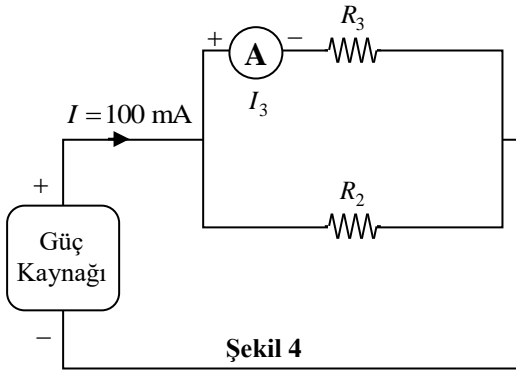 R₃
+ A −
I₃
I = 100 mA
+
R₂
Güç
Kaynağı
−
Şekil 4